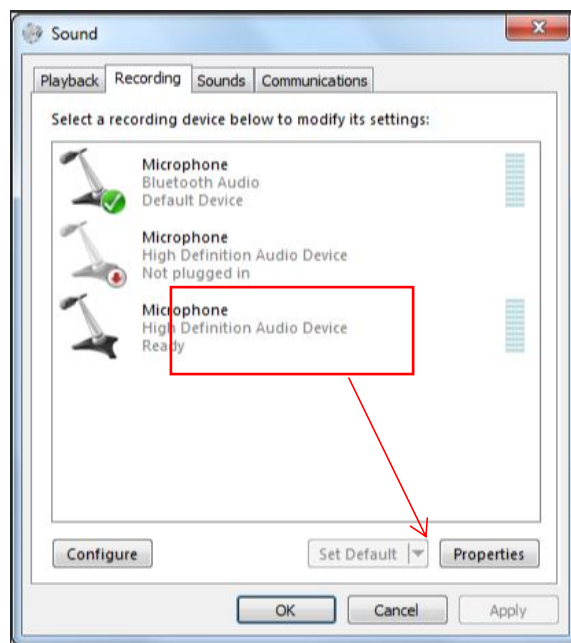 Sound
Playback Recording Sounds Communications
Select a recording device below to modify its settings:
Microphone
Bluetooth Audio
Default Device
Microphone
High Definition Audio Device
Not plugged in
Microphone
High Definition Audio Device
Ready
Configure Set Default Properties
OK Cancel Apply